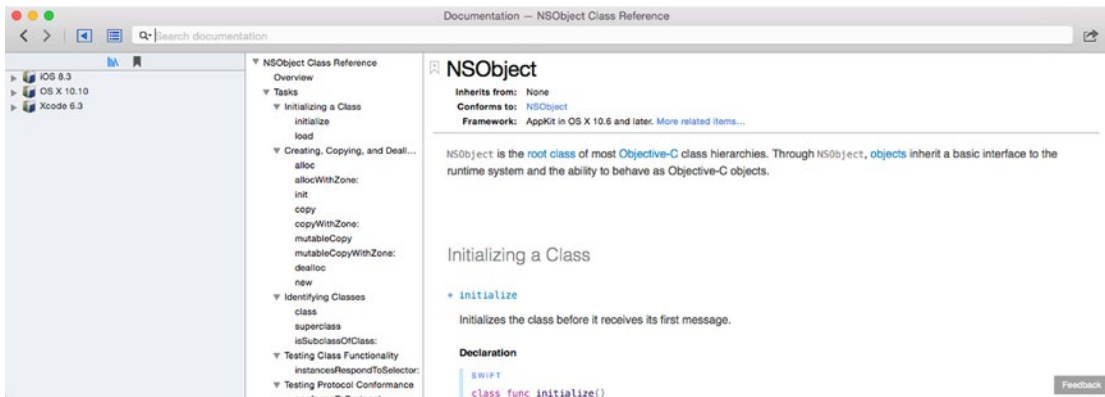 Documentation — NSObject Class Reference
Search documentation
iOS 8.3
OS X 10.10
Xcode 6.3
NSObject Class Reference
Overview
Tasks
Initializing a Class
initialize
load
Creating, Copying, and Deall...
alloc
allocWithZone:
init
copy
copyWithZone:
mutableCopy
mutableCopyWithZone:
dealloc
new
Identifying Classes
class
superclass
isSubclassOfClass:
Testing Class Functionality
instancesRespondToSelector:
Testing Protocol Conformance
NSObject
Inherits from: None
Conforms to: NSObject
Framework: AppKit in OS X 10.6 and later. More related items...
NSObject is the root class of most Objective-C class hierarchies. Through NSObject, objects inherit a basic interface to the
runtime system and the ability to behave as Objective-C objects.
Initializing a Class
+ initialize
Initializes the class before it receives its first message.
Declaration
SWIFT
class func initialize()
Feedback